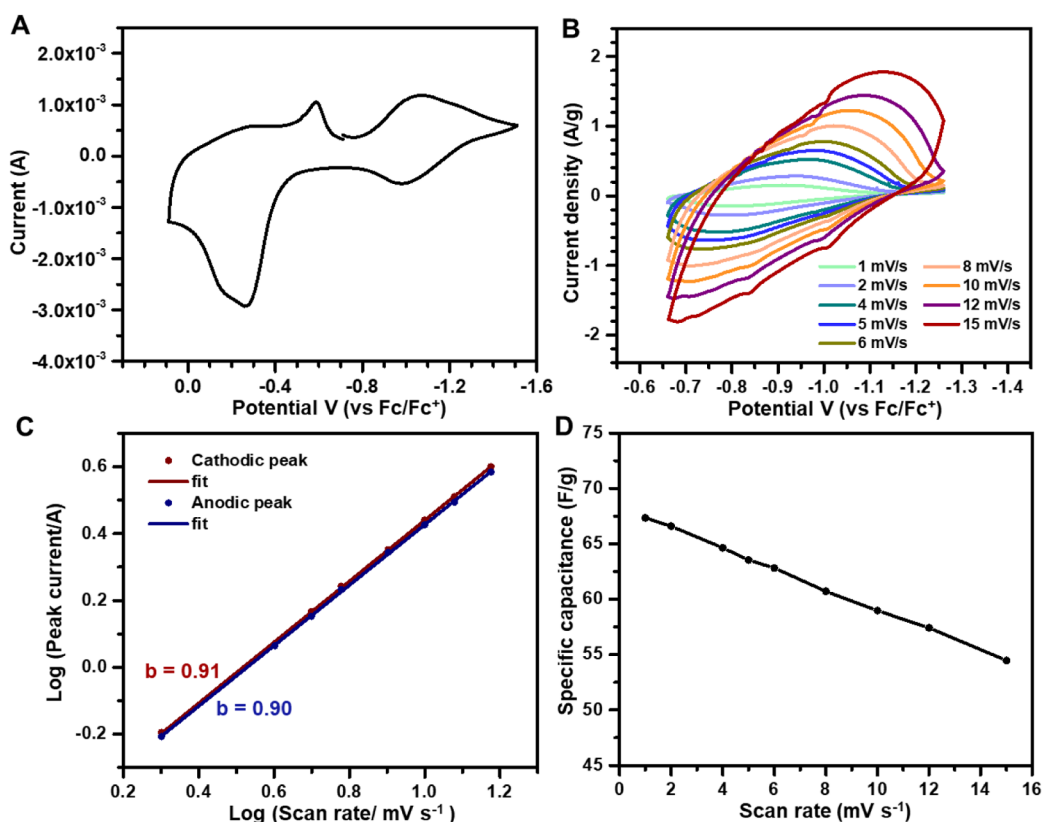 A
2.0x10⁻³
1.0x10⁻³
0.0
-1.0x10⁻³
-2.0x10⁻³
-3.0x10⁻³
-4.0x10⁻³
Current (A)
0.0 -0.4 -0.8 -1.2 -1.6
Potential V (vs Fc/Fc⁺)
B
2
1
0
-1
-2
Current density (A/g)
1 mV/s 8 mV/s
2 mV/s 10 mV/s
4 mV/s 12 mV/s
5 mV/s 15 mV/s
6 mV/s
-0.6 -0.7 -0.8 -0.9 -1.0 -1.1 -1.2 -1.3 -1.4
Potential V (vs Fc/Fc⁺)
C
0.6
0.4
0.2
0.0
-0.2
Log (Peak current/A)
Cathodic peak
fit
Anodic peak
fit
b = 0.91
b = 0.90
0.2 0.4 0.6 0.8 1.0 1.2
Log (Scan rate/ mV s⁻¹)
D
75
70
65
60
55
50
45
Specific capacitance (F/g)
0 2 4 6 8 10 12 14 16
Scan rate (mV s⁻¹)